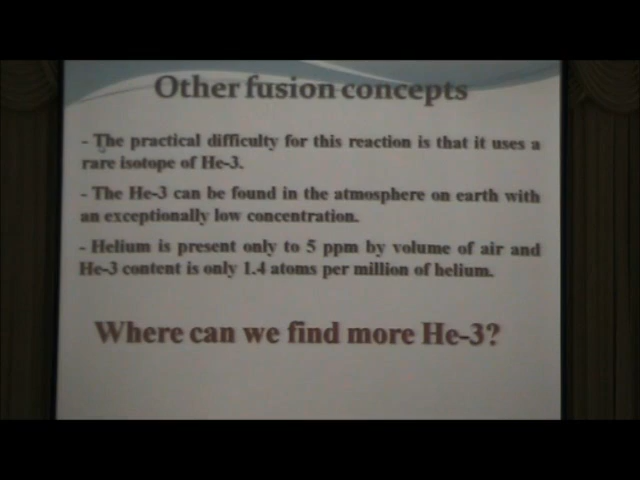 Other fusion concepts
- The practical difficulty for this reaction is that it uses a
rare isotope of He-3.
- The He-3 can be found in the atmosphere on earth with
an exceptionally low concentration.
- Helium is present only to 5 ppm by volume of air and
He-3 content is only 1.4 atoms per million of helium.
Where can we find more He-3?